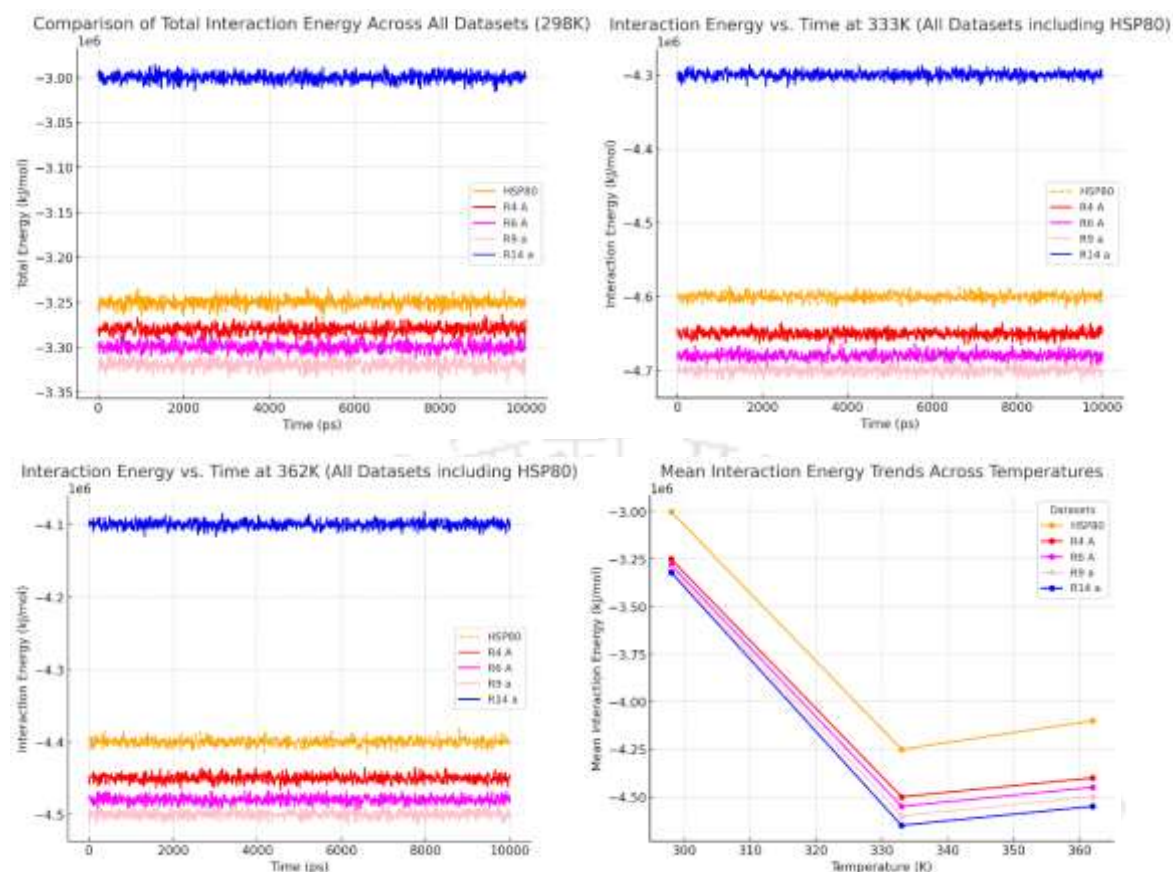 Comparison of Total Interaction Energy Across All Datasets (298K)
1e6
−3.00
−3.05
−3.10
−3.15
−3.20
−3.25
−3.30
−3.35
Total Energy (kJ/mol)
HSP80
R4 A
R6 A
R9 a
R14 a
0 2000 4000 6000 8000 10000
Time (ps)
Interaction Energy vs. Time at 333K (All Datasets including HSP80)
1e6
−4.3
−4.4
−4.5
−4.6
−4.7
Interaction Energy (kJ/mol)
HSP80
R4 A
R6 A
R9 a
R14 a
0 2000 4000 6000 8000 10000
Time (ps)
Interaction Energy vs. Time at 362K (All Datasets including HSP80)
1e6
−4.1
−4.2
−4.3
−4.4
−4.5
Interaction Energy (kJ/mol)
HSP80
R4 A
R6 A
R9 a
R14 a
0 2000 4000 6000 8000 10000
Time (ps)
Mean Interaction Energy Trends Across Temperatures
1e6
−3.00
−3.25
−3.50
−3.75
−4.00
−4.25
−4.50
Mean Interaction Energy (kJ/mol)
Datasets
HSP80
R4 A
R6 A
R9 a
R14 a
300 310 320 330 340 350 360
Temperature (K)